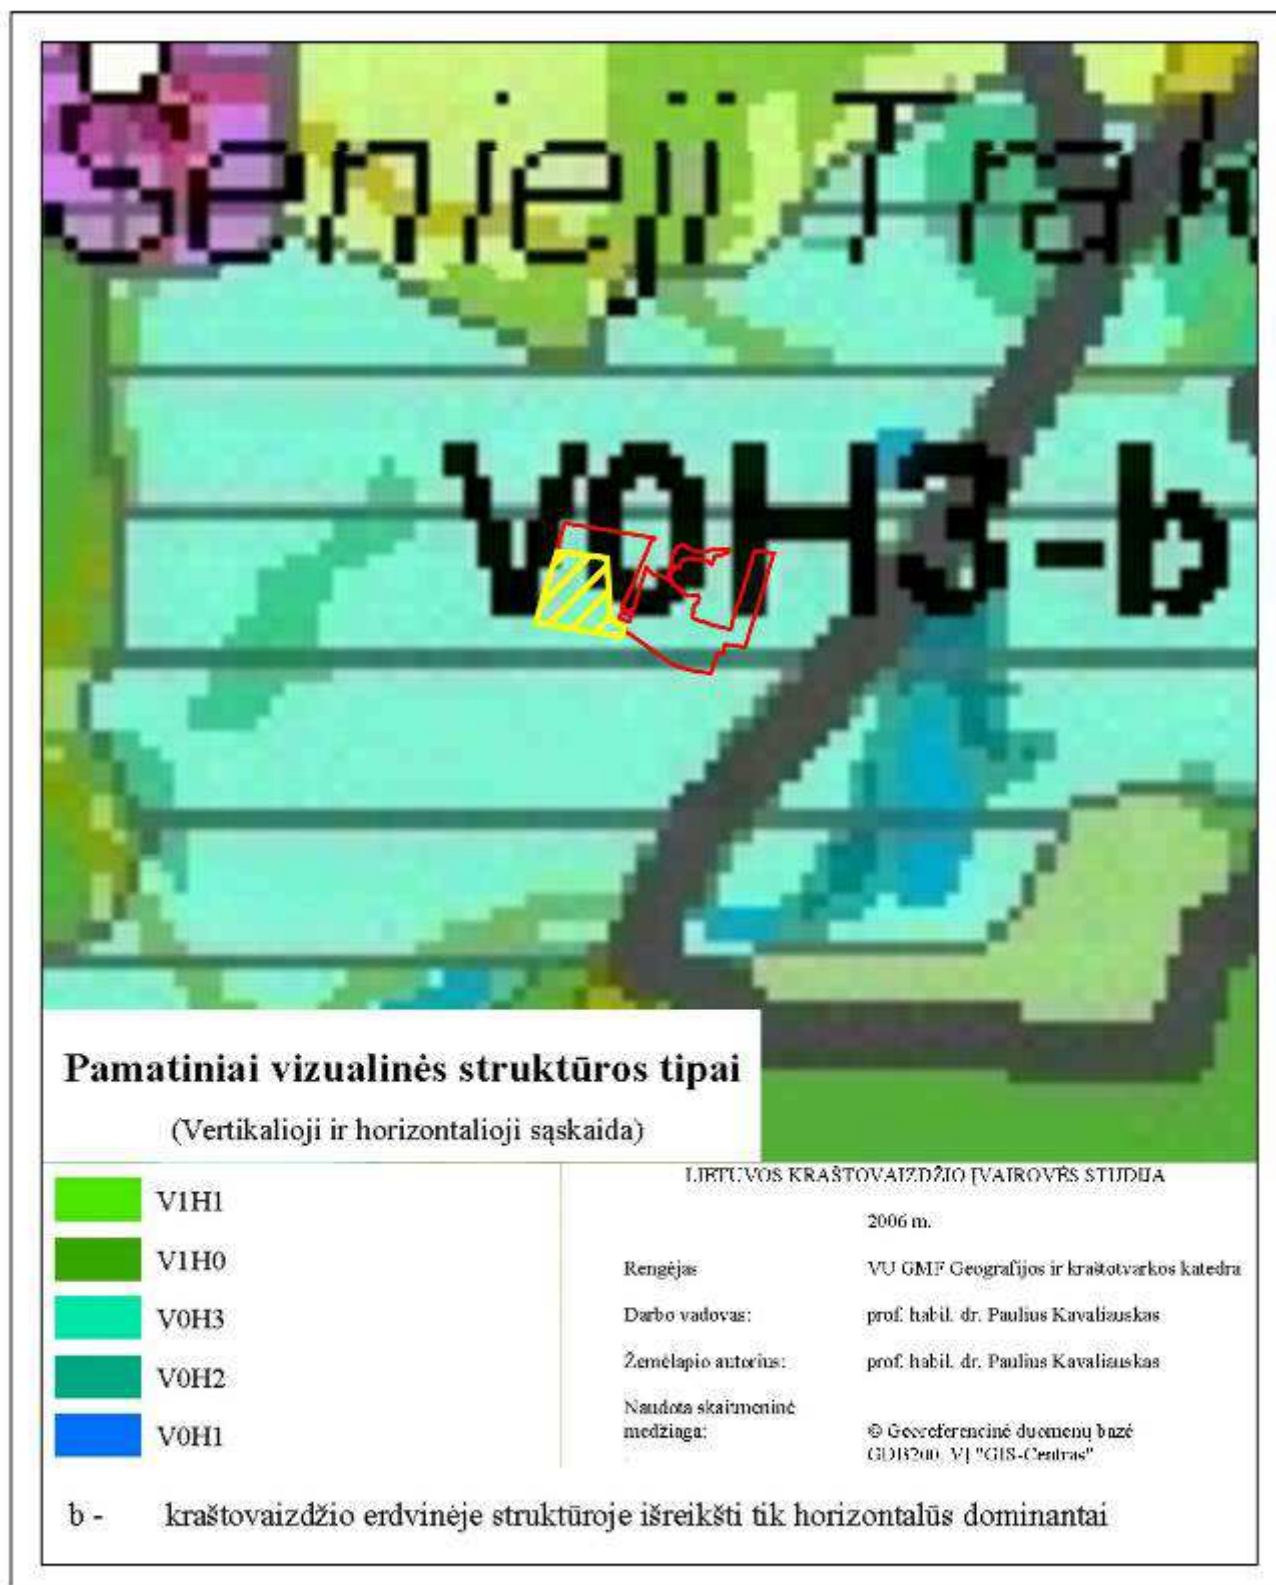 Senieji Trak
V0H3-b
Pamatiniai vizualinės struktūros tipai
(Vertikalioji ir horizontalioji sąskaida)
V1H1
V1H0
V0H3
V0H2
V0H1
LIETUVOS KRAŠTOVAIZDŽIO ĮVAIROVĖS STUDIJA
2006 m.
Rengėjas VU GMF Geografijos ir kraštotvarkos katedra
Darbo vadovas: prof. habil. dr. Paulius Kavaliauskas
Žemėlapio autorius: prof. habil. dr. Paulius Kavaliauskas
Naudota skaitmeninė
medžiaga: © Georeferencinė duomenų bazė
GDB200, VĮ "GIS-Centras"
b - kraštovaizdžio erdvinėje struktūroje išreikšti tik horizontalūs dominantai